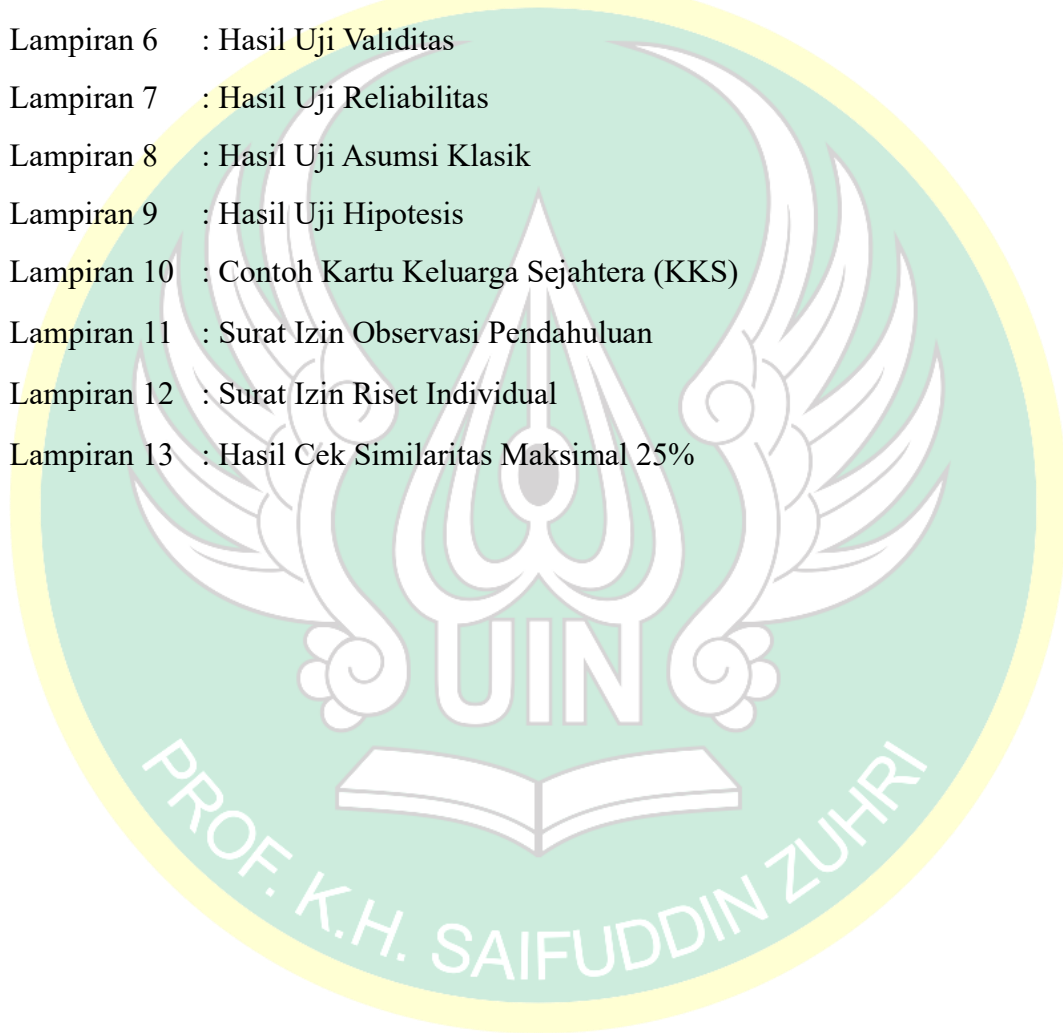 Lampiran 6 : Hasil Uji Validitas
Lampiran 7 : Hasil Uji Reliabilitas
Lampiran 8 : Hasil Uji Asumsi Klasik
Lampiran 9 : Hasil Uji Hipotesis
Lampiran 10 : Contoh Kartu Keluarga Sejahtera (KKS)
Lampiran 11 : Surat Izin Observasi Pendahuluan
Lampiran 12 : Surat Izin Riset Individual
Lampiran 13 : Hasil Cek Similaritas Maksimal 25%
UIN
PROF. K.H. SAIFUDDIN ZUHRI